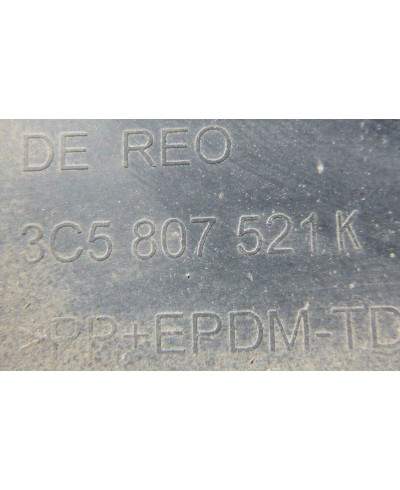 DE REO
3C5 807 521 K
>PP+EPDM-TD